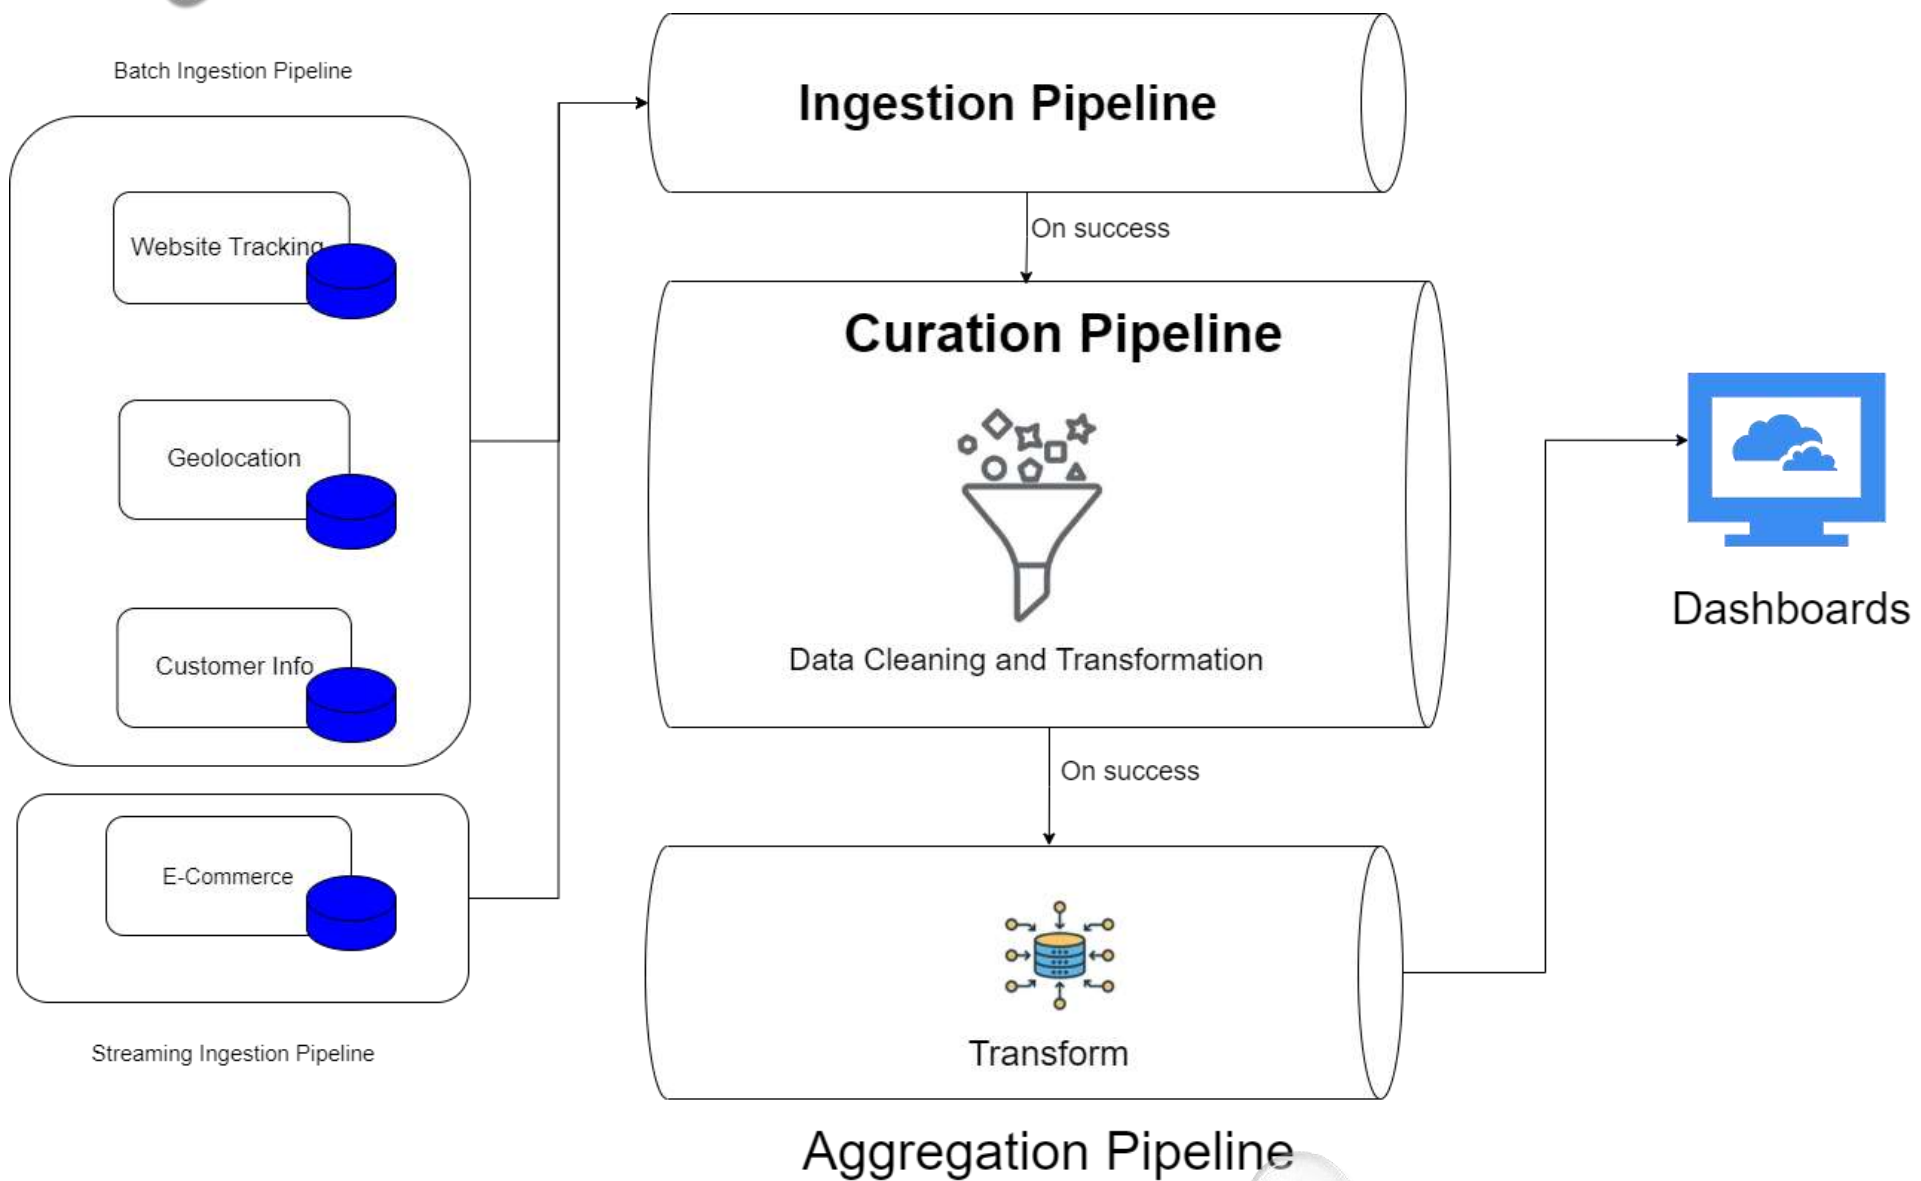 Batch Ingestion Pipeline
Website Tracking
Geolocation
Customer Info
E-Commerce
Streaming Ingestion Pipeline
Ingestion Pipeline
On success
Curation Pipeline
Data Cleaning and Transformation
On success
Transform
Aggregation Pipeline
Dashboards